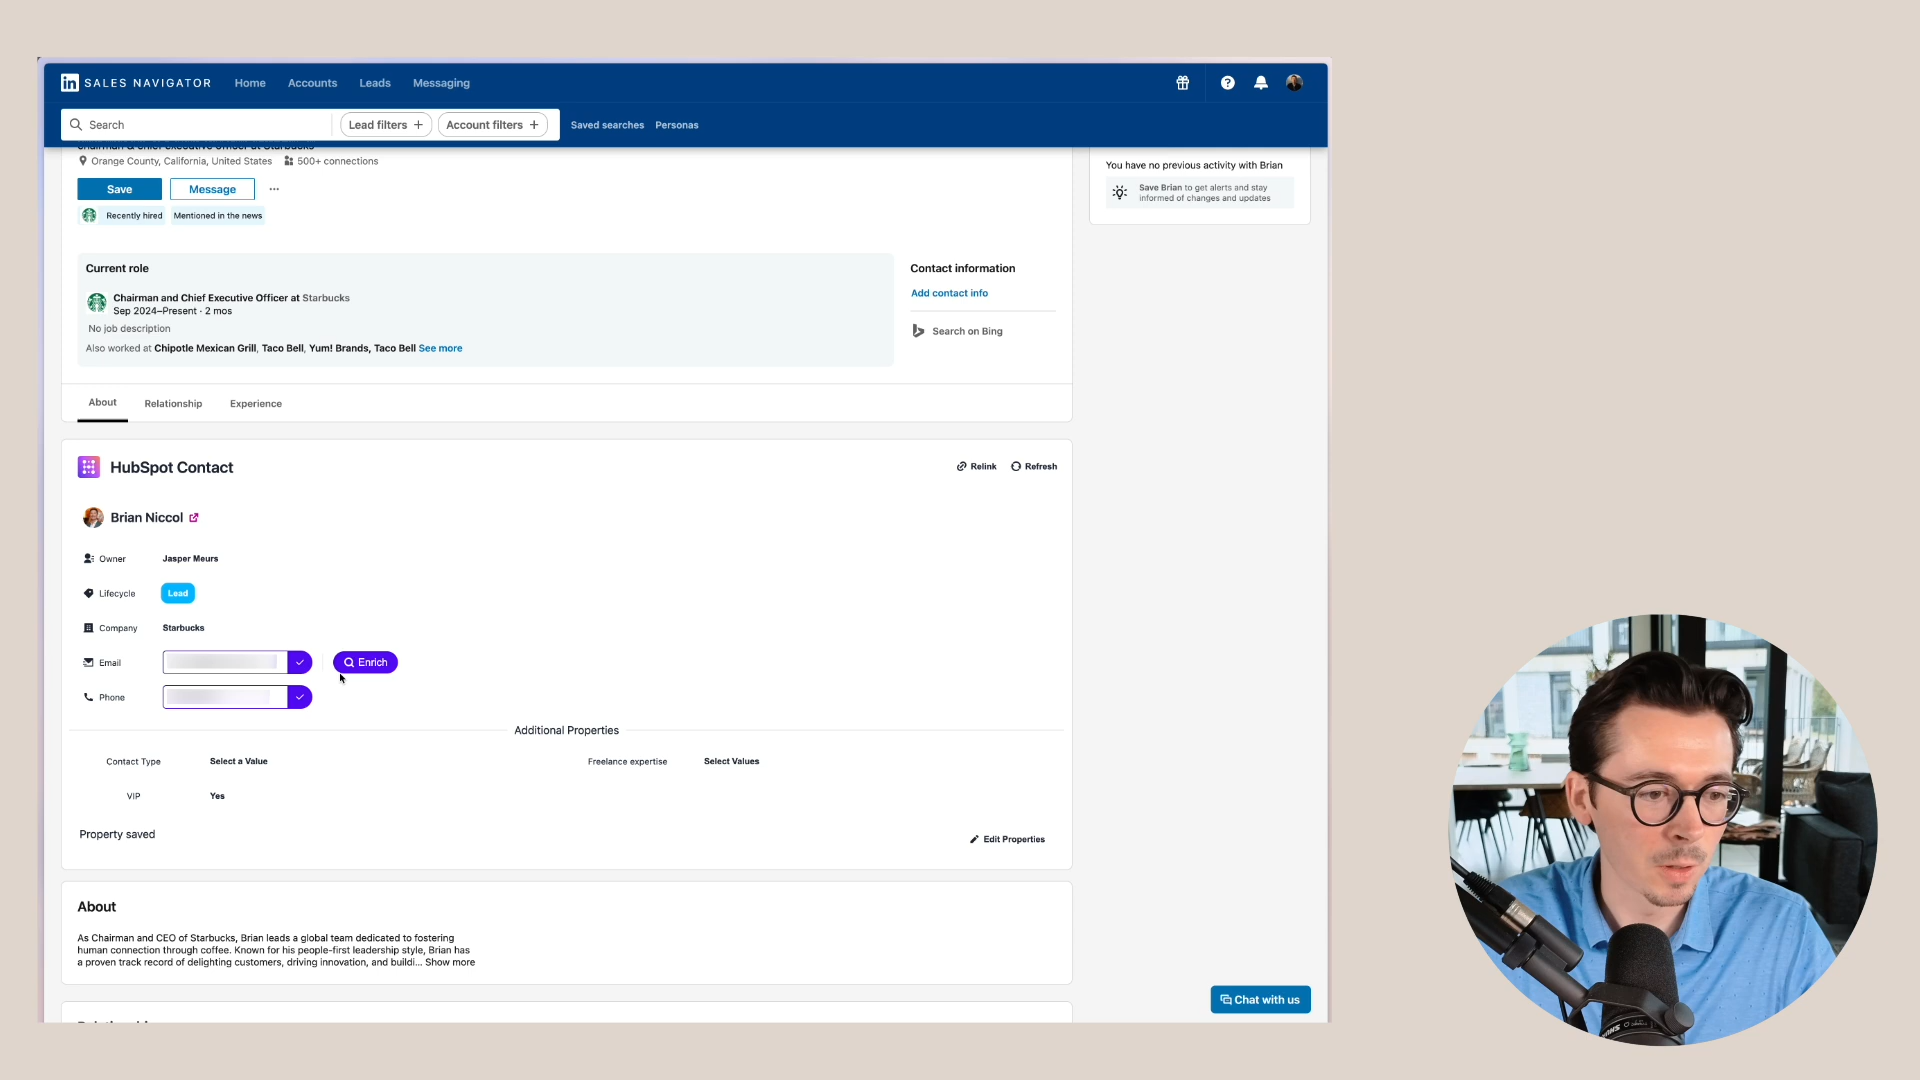 in SALES NAVIGATOR Home Accounts Leads Messaging
Search Lead filters + Account filters + Saved searches Personas
Chairman & Chief Executive Officer at Starbucks
Orange County, California, United States 500+ connections
Save Message ...
Recently hired Mentioned in the news
You have no previous activity with Brian
Save Brian to get alerts and stay
informed of changes and updates
Current role
Chairman and Chief Executive Officer at Starbucks
Sep 2024–Present · 2 mos
No job description
Also worked at Chipotle Mexican Grill, Taco Bell, Yum! Brands, Taco Bell See more
Contact information
Add contact info
Search on Bing
About Relationship Experience
HubSpot Contact Relink Refresh
Brian Niccol
Owner Jasper Meurs
Lifecycle Lead
Company Starbucks
Email Enrich
Phone
Additional Properties
Contact Type Select a Value Freelance expertise Select Values
VIP Yes
Property saved Edit Properties
About
As Chairman and CEO of Starbucks, Brian leads a global team dedicated to fostering
human connection through coffee. Known for his people-first leadership style, Brian has
a proven track record of delighting customers, driving innovation, and buildi... Show more
Chat with us